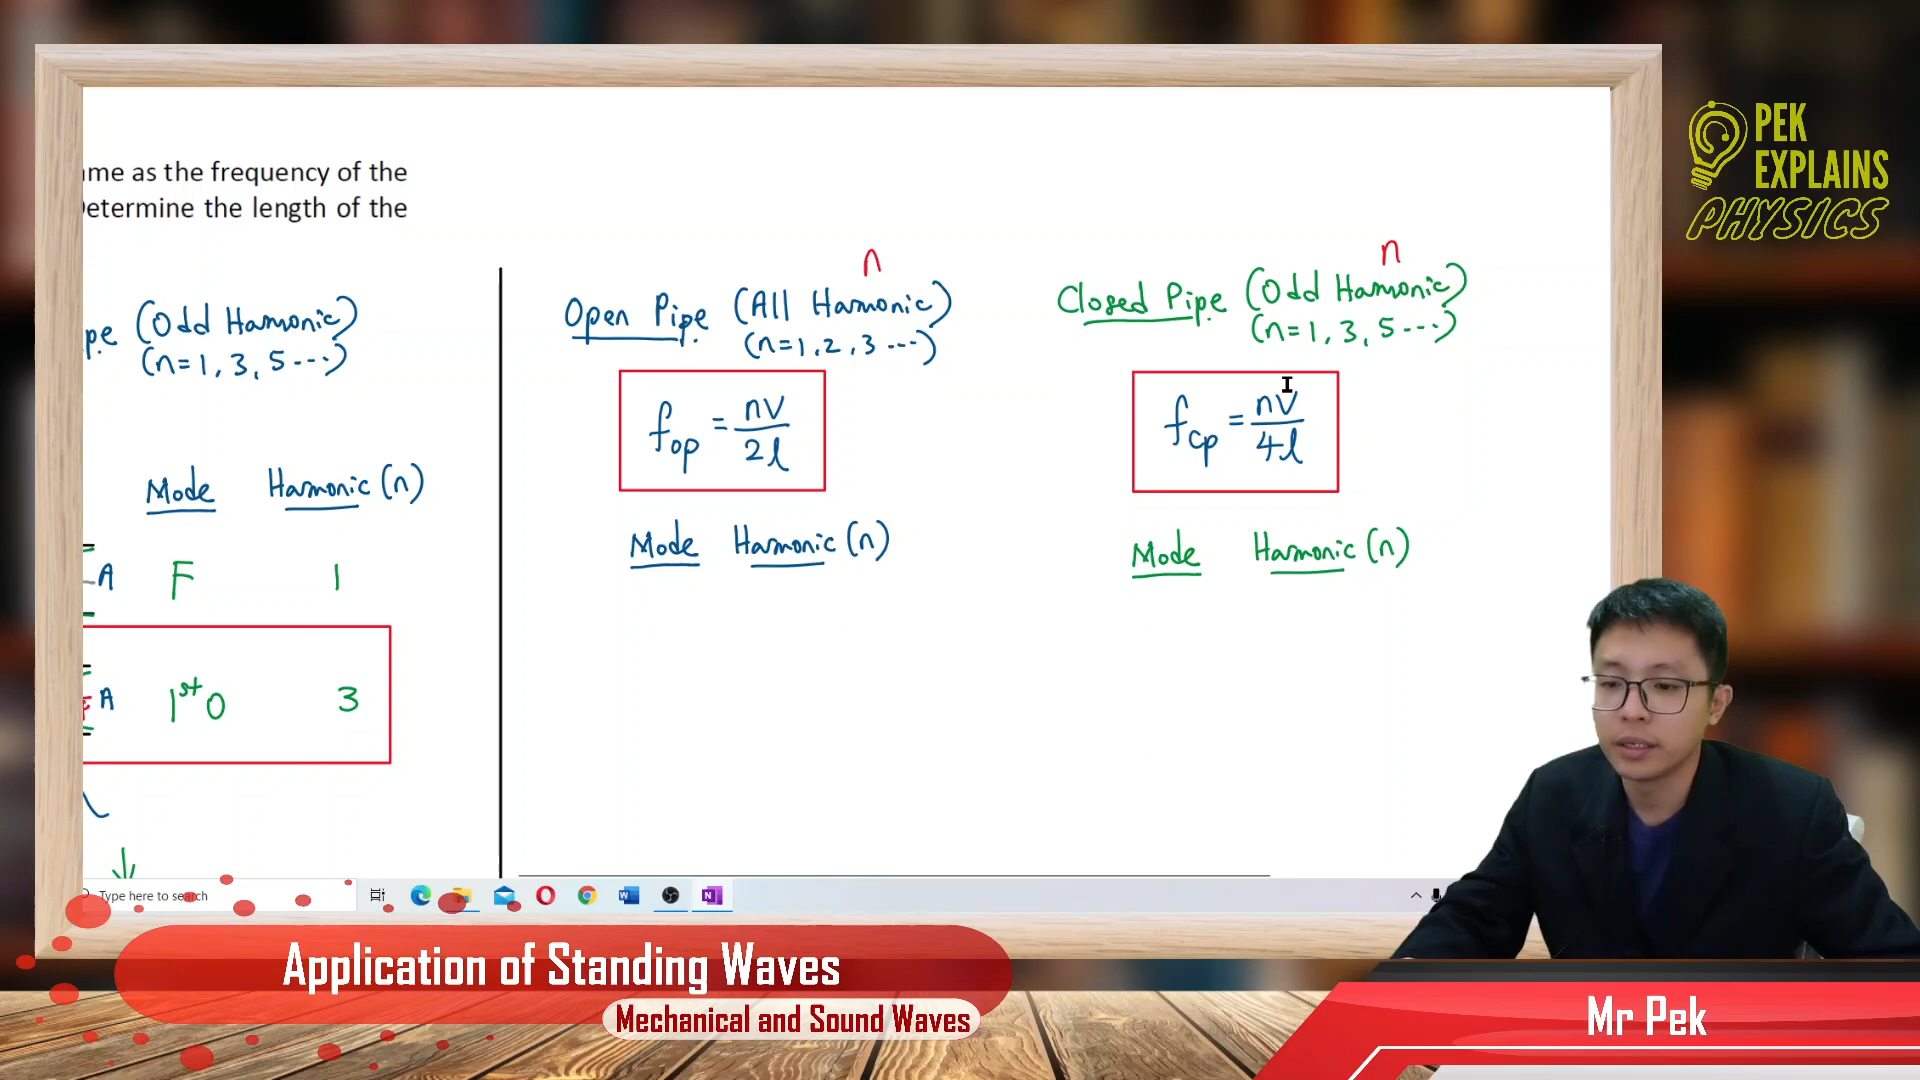 PEK
EXPLAINS
PHYSICS
ame as the frequency of the
Determine the length of the
pe (Odd Harmonic)
(n=1, 3, 5 ---)
Mode Harmonic (n)
A F 1
A 1st O 3
n
Open Pipe (All Harmonic)
(n=1, 2, 3 ---)
fop = nv/2l
Mode Harmonic (n)
n
Closed Pipe (Odd Harmonic)
(n=1, 3, 5 ---)
fcp = nv/4l
Mode Harmonic (n)
Type here to search
Application of Standing Waves
Mechanical and Sound Waves
Mr Pek